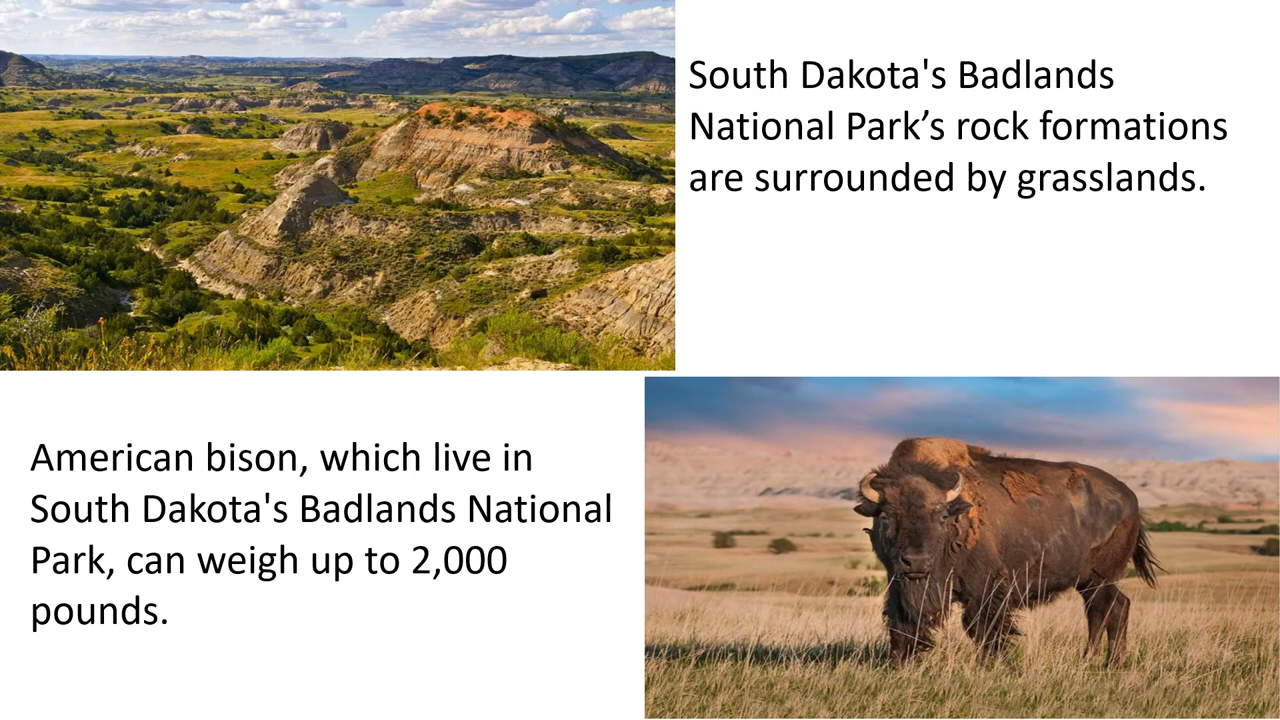 South Dakota's Badlands
National Park’s rock formations
are surrounded by grasslands.
American bison, which live in
South Dakota's Badlands National
Park, can weigh up to 2,000
pounds.